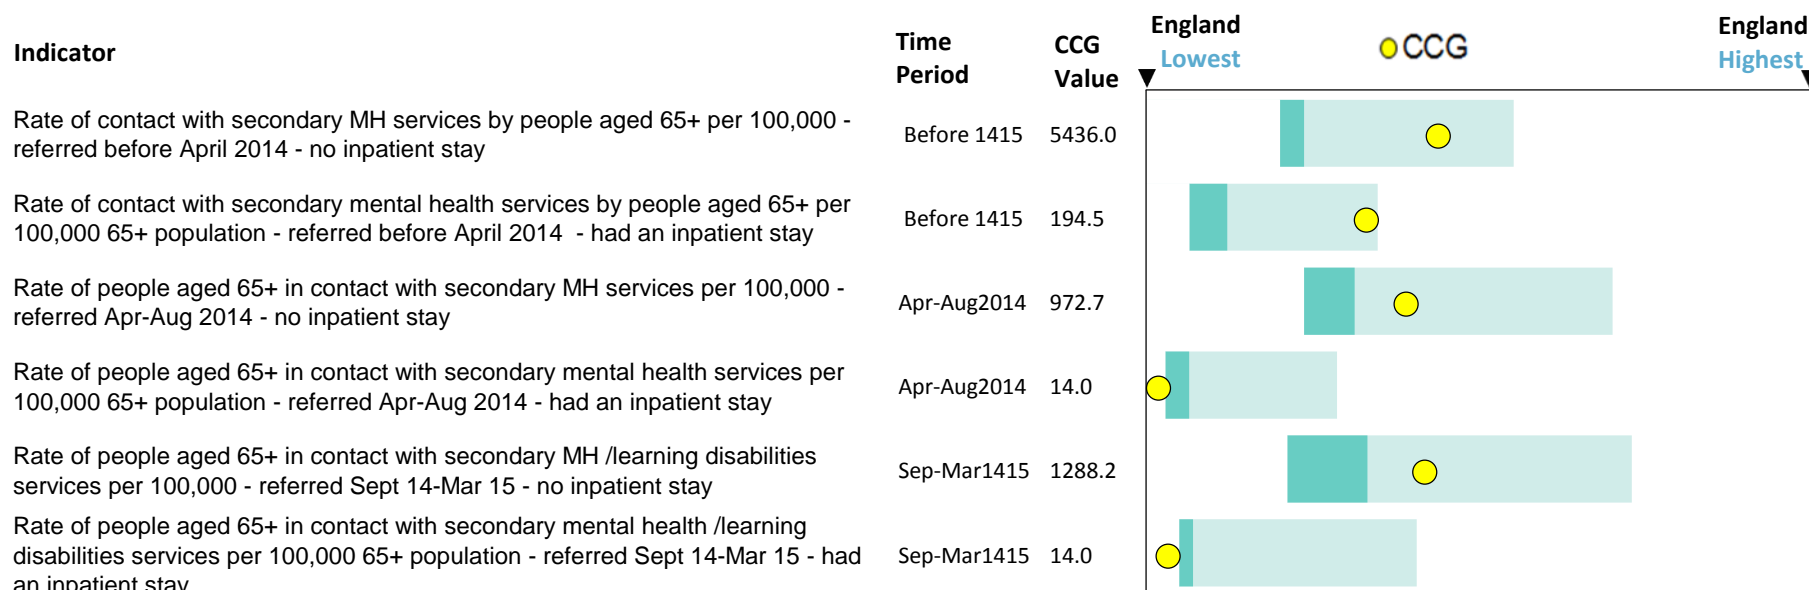 Indicator
Time Period
CCG Value
England Lowest
CCG
England Highest
Rate of contact with secondary MH services by people aged 65+ per 100,000 -
referred before April 2014 - no inpatient stay
Before 1415 5436.0
Rate of contact with secondary mental health services by people aged 65+ per
100,000 65+ population - referred before April 2014 - had an inpatient stay
Before 1415 194.5
Rate of people aged 65+ in contact with secondary MH services per 100,000 -
referred Apr-Aug 2014 - no inpatient stay
Apr-Aug2014 972.7
Rate of people aged 65+ in contact with secondary mental health services per
100,000 65+ population - referred Apr-Aug 2014 - had an inpatient stay
Apr-Aug2014 14.0
Rate of people aged 65+ in contact with secondary MH /learning disabilities
services per 100,000 - referred Sept 14-Mar 15 - no inpatient stay
Sep-Mar1415 1288.2
Rate of people aged 65+ in contact with secondary mental health /learning
disabilities services per 100,000 65+ population - referred Sept 14-Mar 15 - had
an inpatient stay
Sep-Mar1415 14.0